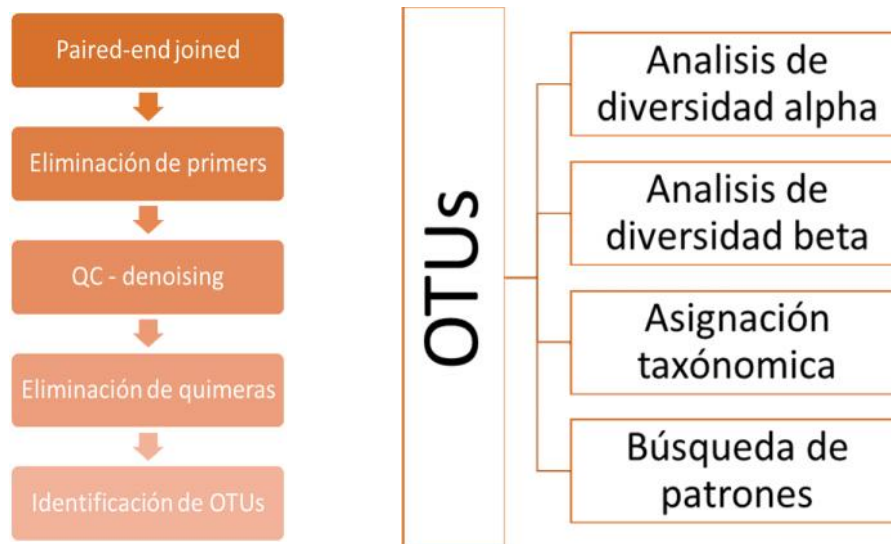 Paired-end joined
Eliminación de primers
QC - denoising
Eliminación de quimeras
Identificación de OTUs
OTUs
Analisis de
diversidad alpha
Analisis de
diversidad beta
Asignación
taxónomica
Búsqueda de
patrones